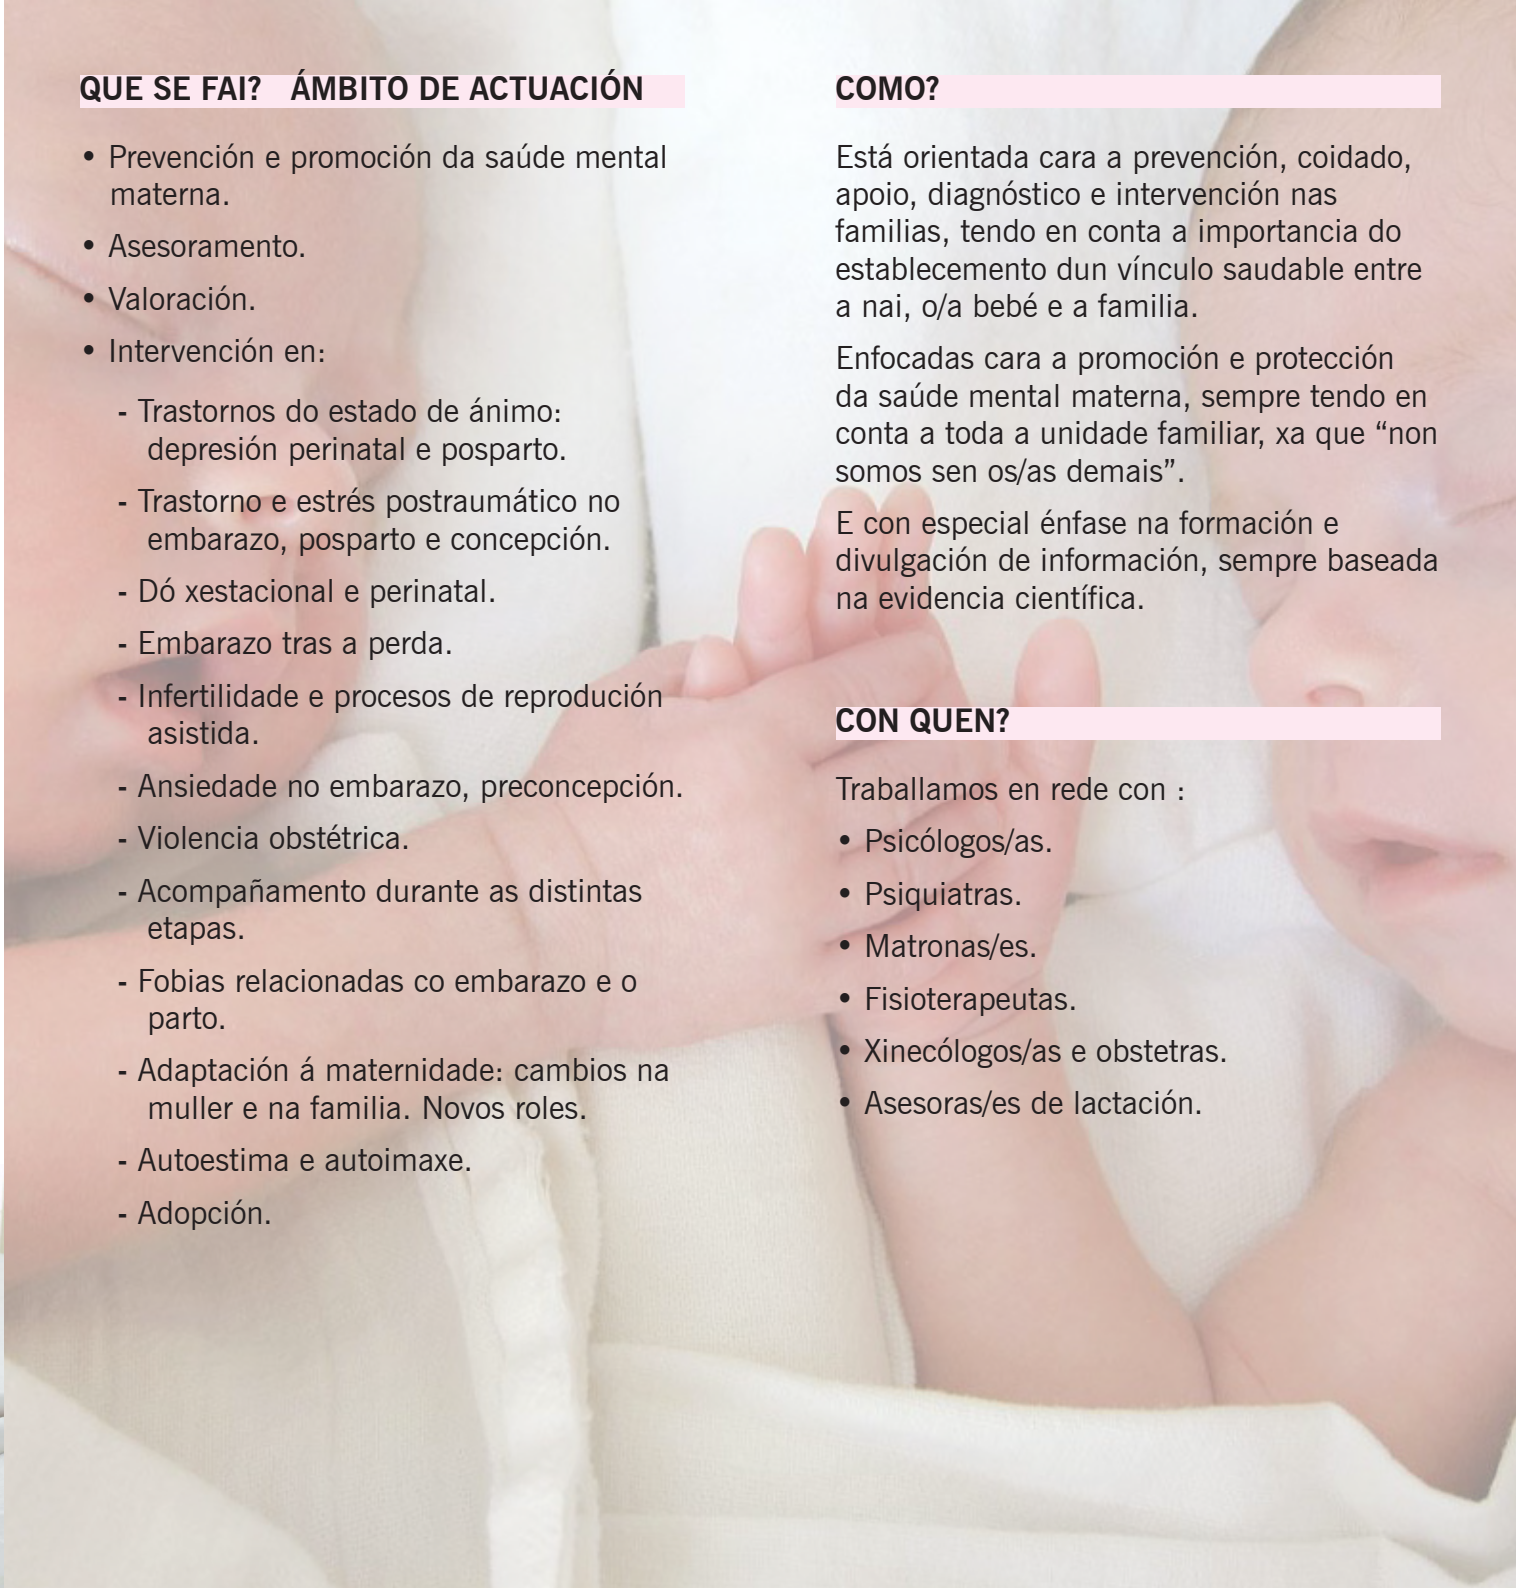 QUE SE FAI?   ÁMBITO DE ACTUACIÓN
• Prevención e promoción da saúde mental
materna.
• Asesoramento.
• Valoración.
• Intervención en:
- Trastornos do estado de ánimo:
depresión perinatal e posparto.
- Trastorno e estrés postraumático no
embarazo, posparto e concepción.
- Dó xestacional e perinatal.
- Embarazo tras a perda.
- Infertilidade e procesos de reprodución
asistida.
- Ansiedade no embarazo, preconcepción.
- Violencia obstétrica.
- Acompañamento durante as distintas
etapas.
- Fobias relacionadas co embarazo e o
parto.
- Adaptación á maternidade: cambios na
muller e na familia. Novos roles.
- Autoestima e autoimaxe.
- Adopción.
COMO?
Está orientada cara a prevención, coidado,
apoio, diagnóstico e intervención nas
familias, tendo en conta a importancia do
establecemento dun vínculo saudable entre
a nai, o/a bebé e a familia.
Enfocadas cara a promoción e protección
da saúde mental materna, sempre tendo en
conta a toda a unidade familiar, xa que “non
somos sen os/as demais”.
E con especial énfase na formación e
divulgación de información, sempre baseada
na evidencia científica.
CON QUEN?
Traballamos en rede con :
• Psicólogos/as.
• Psiquiatras.
• Matronas/es.
• Fisioterapeutas.
• Xinecólogos/as e obstetras.
• Asesoras/es de lactación.